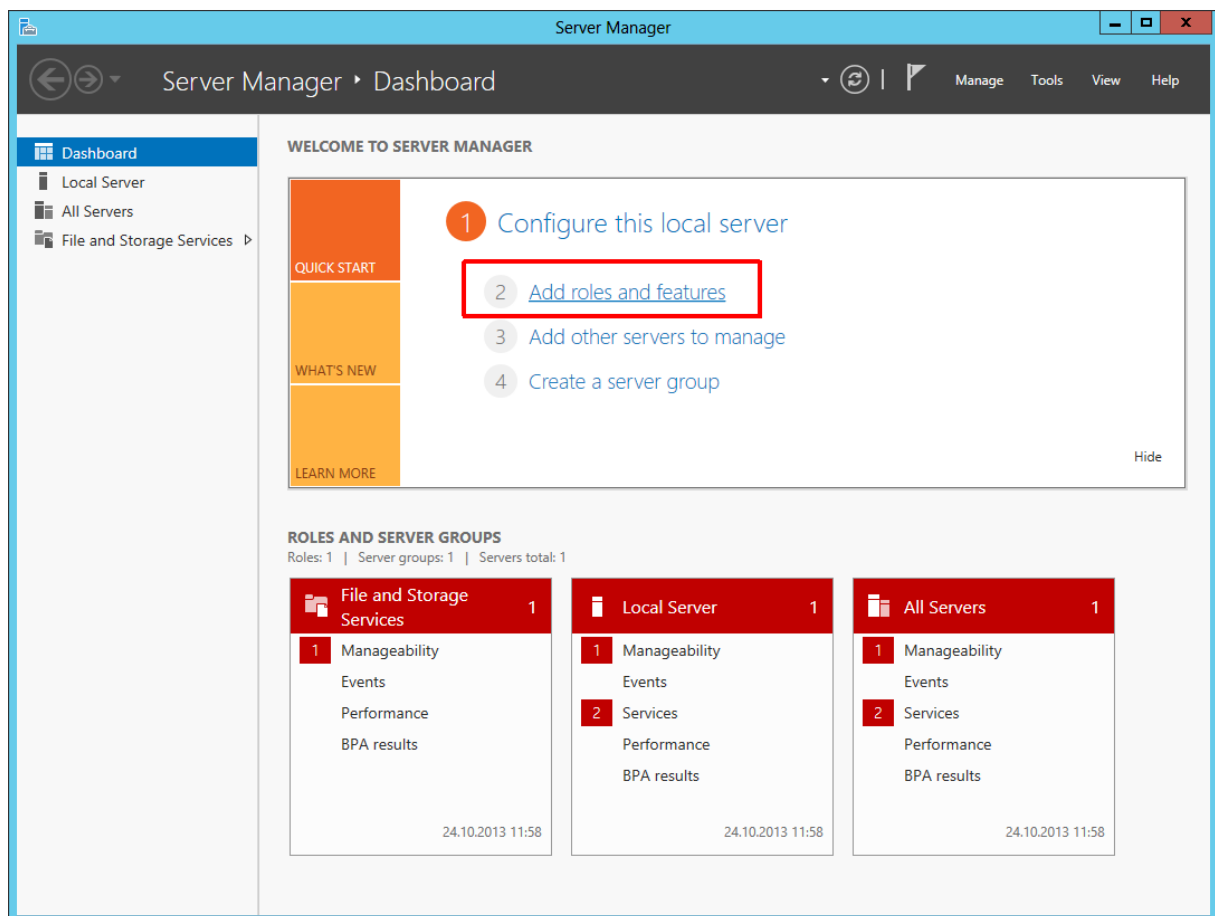 Server Manager
Server Manager ‣ Dashboard
Manage Tools View Help
Dashboard
Local Server
All Servers
File and Storage Services
WELCOME TO SERVER MANAGER
QUICK START
WHAT'S NEW
LEARN MORE
1 Configure this local server
2 Add roles and features
3 Add other servers to manage
4 Create a server group
Hide
ROLES AND SERVER GROUPS
Roles: 1 | Server groups: 1 | Servers total: 1
File and Storage
Services 1
1 Manageability
Events
Performance
BPA results
24.10.2013 11:58
Local Server 1
1 Manageability
Events
2 Services
Performance
BPA results
24.10.2013 11:58
All Servers 1
1 Manageability
Events
2 Services
Performance
BPA results
24.10.2013 11:58